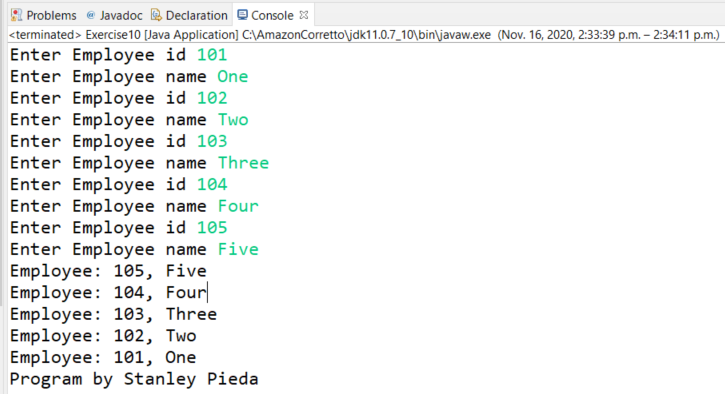 Problems @ Javadoc Declaration Console
<terminated> Exercise10 [Java Application] C:\AmazonCorretto\jdk11.0.7_10\bin\javaw.exe (Nov. 16, 2020, 2:33:39 p.m. – 2:34:11 p.m.)
Enter Employee id 101
Enter Employee name One
Enter Employee id 102
Enter Employee name Two
Enter Employee id 103
Enter Employee name Three
Enter Employee id 104
Enter Employee name Four
Enter Employee id 105
Enter Employee name Five
Employee: 105, Five
Employee: 104, Four
Employee: 103, Three
Employee: 102, Two
Employee: 101, One
Program by Stanley Pieda